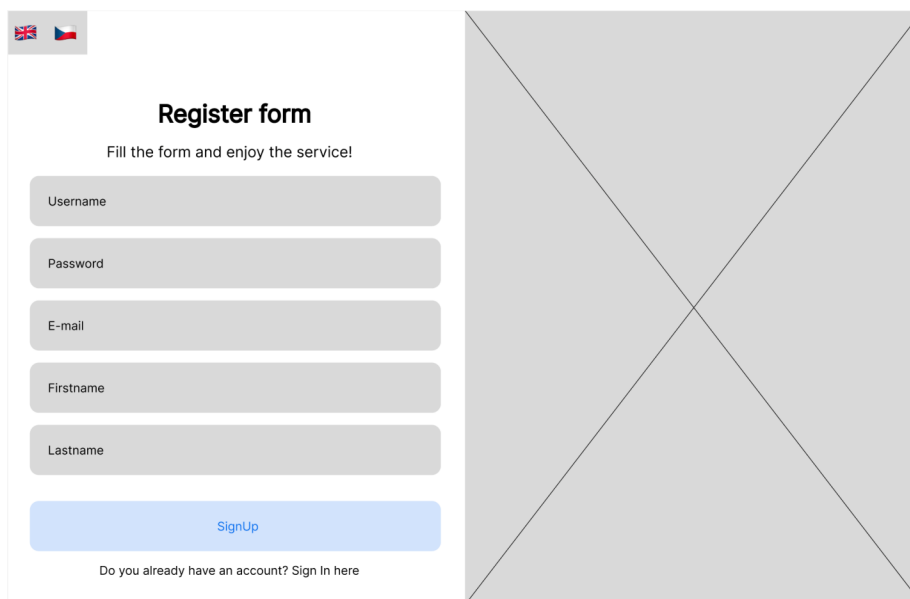 Register form
Fill the form and enjoy the service!
Username
Password
E-mail
Firstname
Lastname
SignUp
Do you already have an account? Sign In here